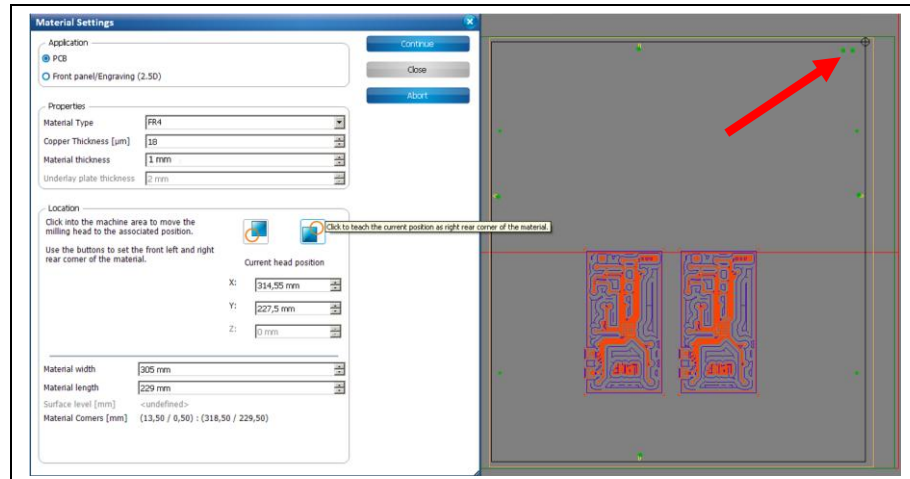 Material Settings
Application
PCB
Front panel/Engraving (2.5D)
Continue
Close
Abort
Properties
Material Type FR4
Copper Thickness [µm] 18
Material thickness 1 mm
Underlay plate thickness 2 mm
Location
Click into the machine area to move the
milling head to the associated position.
Use the buttons to set the front left and right
rear corner of the material.
Click to teach the current position as right rear corner of the material.
Current head position
X: 314,55 mm
Y: 227,5 mm
Z: 0 mm
Material width 305 mm
Material length 229 mm
Surface level [mm] <undefined>
Material Corners [mm] (13,50 / 0,50) : (318,50 / 229,50)